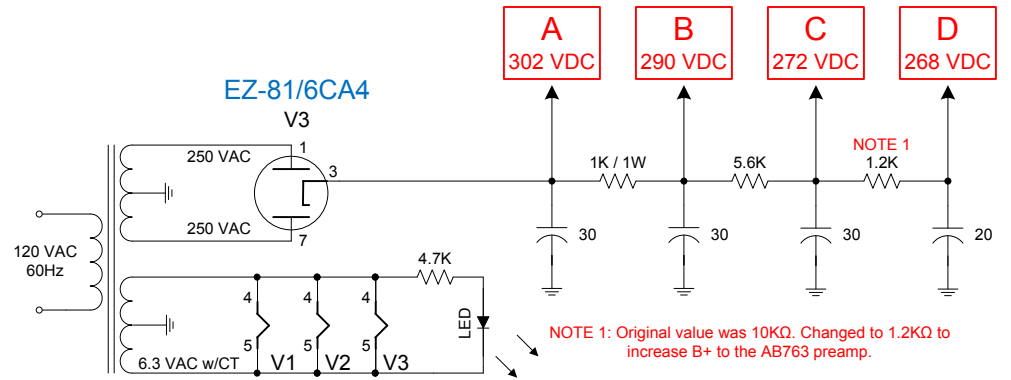 A
302 VDC
B
290 VDC
C
272 VDC
D
268 VDC
EZ-81/6CA4
V3
250 VAC
1
3
1K / 1W
5.6K
NOTE 1
1.2K
250 VAC
7
30
30
30
20
120 VAC
60Hz
4.7K
4
4
4
LED
5
5
5
6.3 VAC w/CT
V1
V2
V3
NOTE 1: Original value was 10KΩ. Changed to 1.2KΩ to
increase B+ to the AB763 preamp.